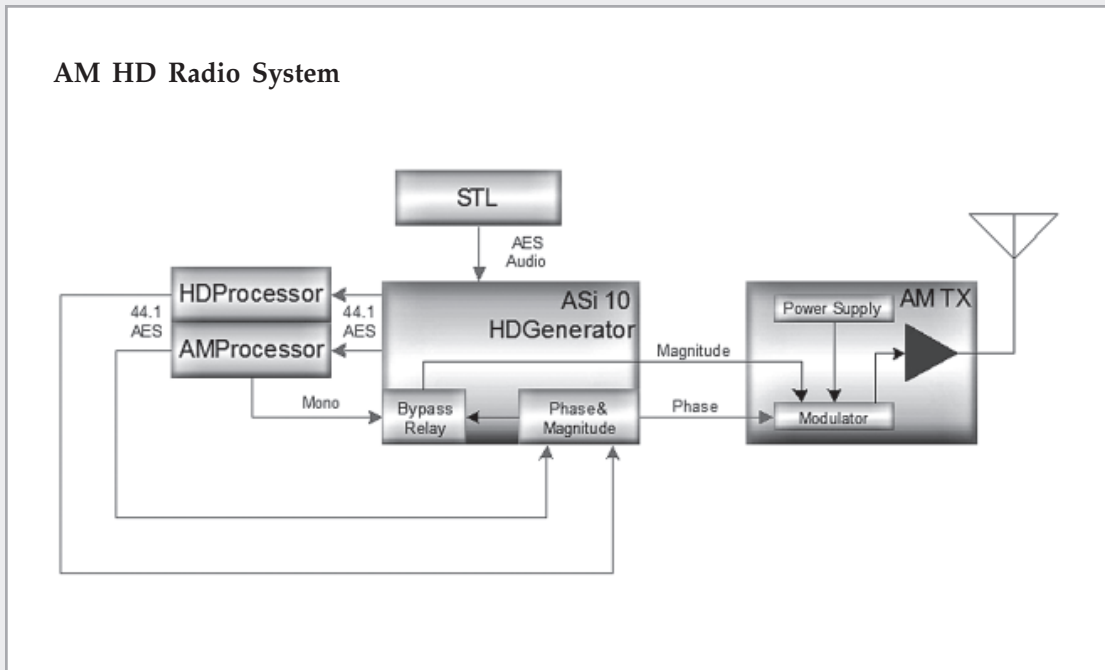 AM HD Radio System
STL
AES
Audio
HDProcessor
44.1
AES
44.1
AES
AMProcessor
ASi 10
HDGenerator
Mono
Bypass
Relay
Phase&
Magnitude
Magnitude
Phase
AM TX
Power Supply
Modulator